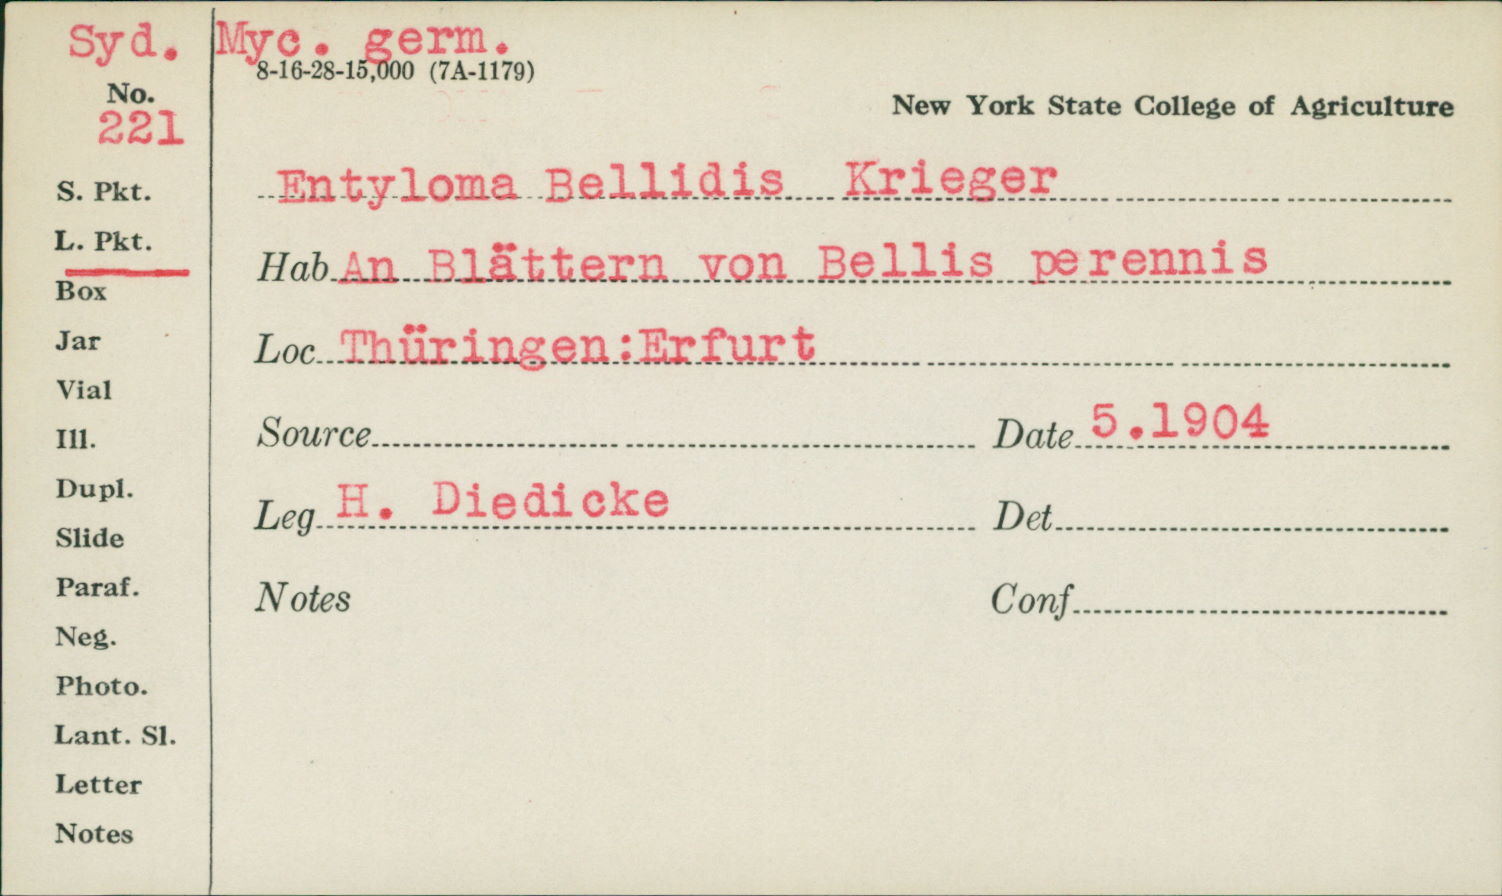 Syd. Myc. germ.
8-16-28-15,000 (7A-1179)
No.
221
New York State College of Agriculture
S. Pkt.
Entyloma Bellidis Krieger
L. Pkt.
Hab An Blättern von Bellis perennis
Box
Jar
Loc Thüringen:Erfurt
Vial
Ill.
Source
Date 5.1904
Dupl.
Leg H. Diedicke
Det
Slide
Paraf.
Notes
Conf
Neg.
Photo.
Lant. Sl.
Letter
Notes